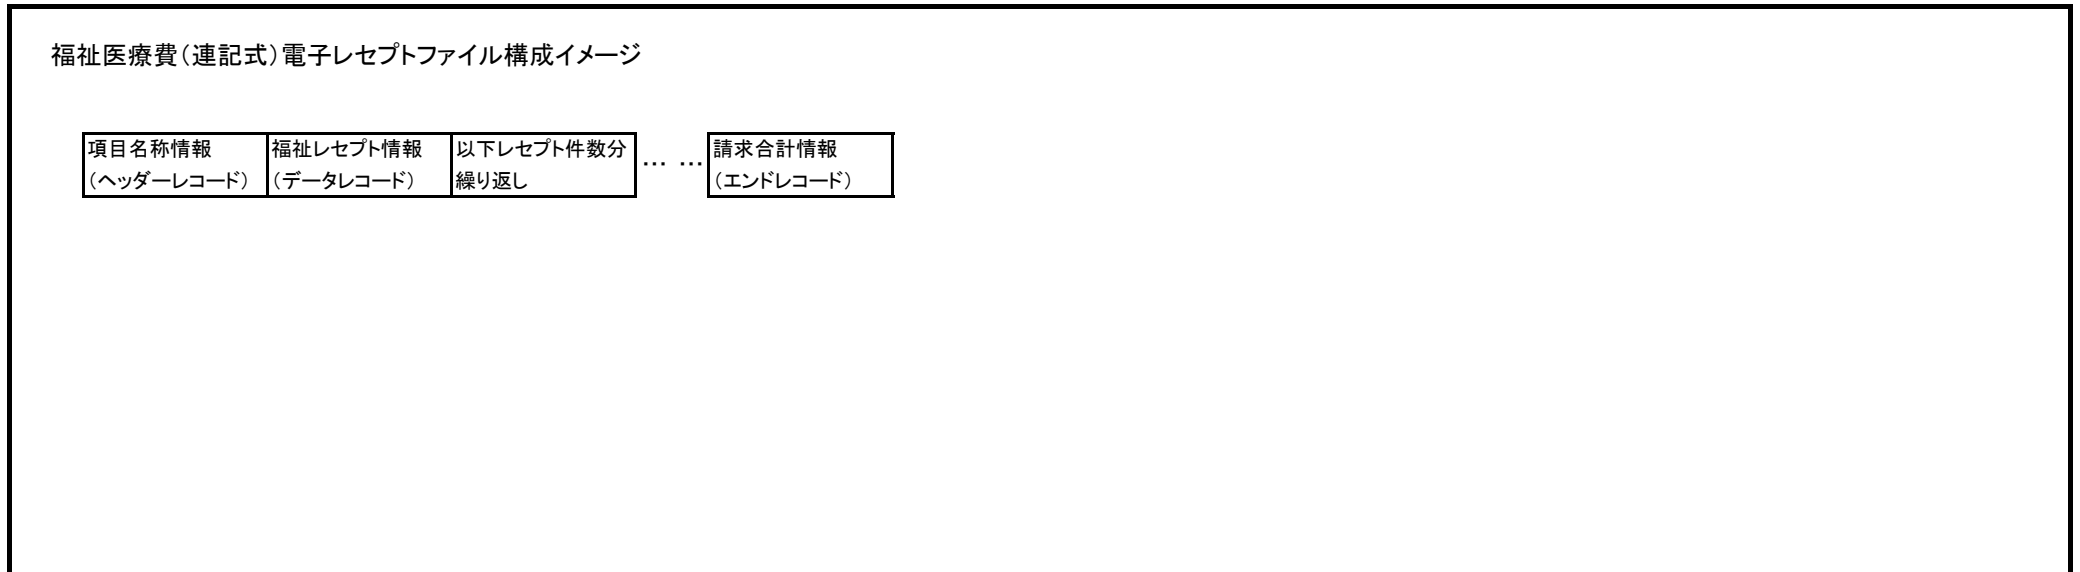 福祉医療費（連記式）電子レセプトファイル構成イメージ
項目名称情報 福祉レセプト情報 以下レセプト件数分 … … 請求合計情報
（ヘッダーレコード） （データレコード） 繰り返し （エンドレコード）